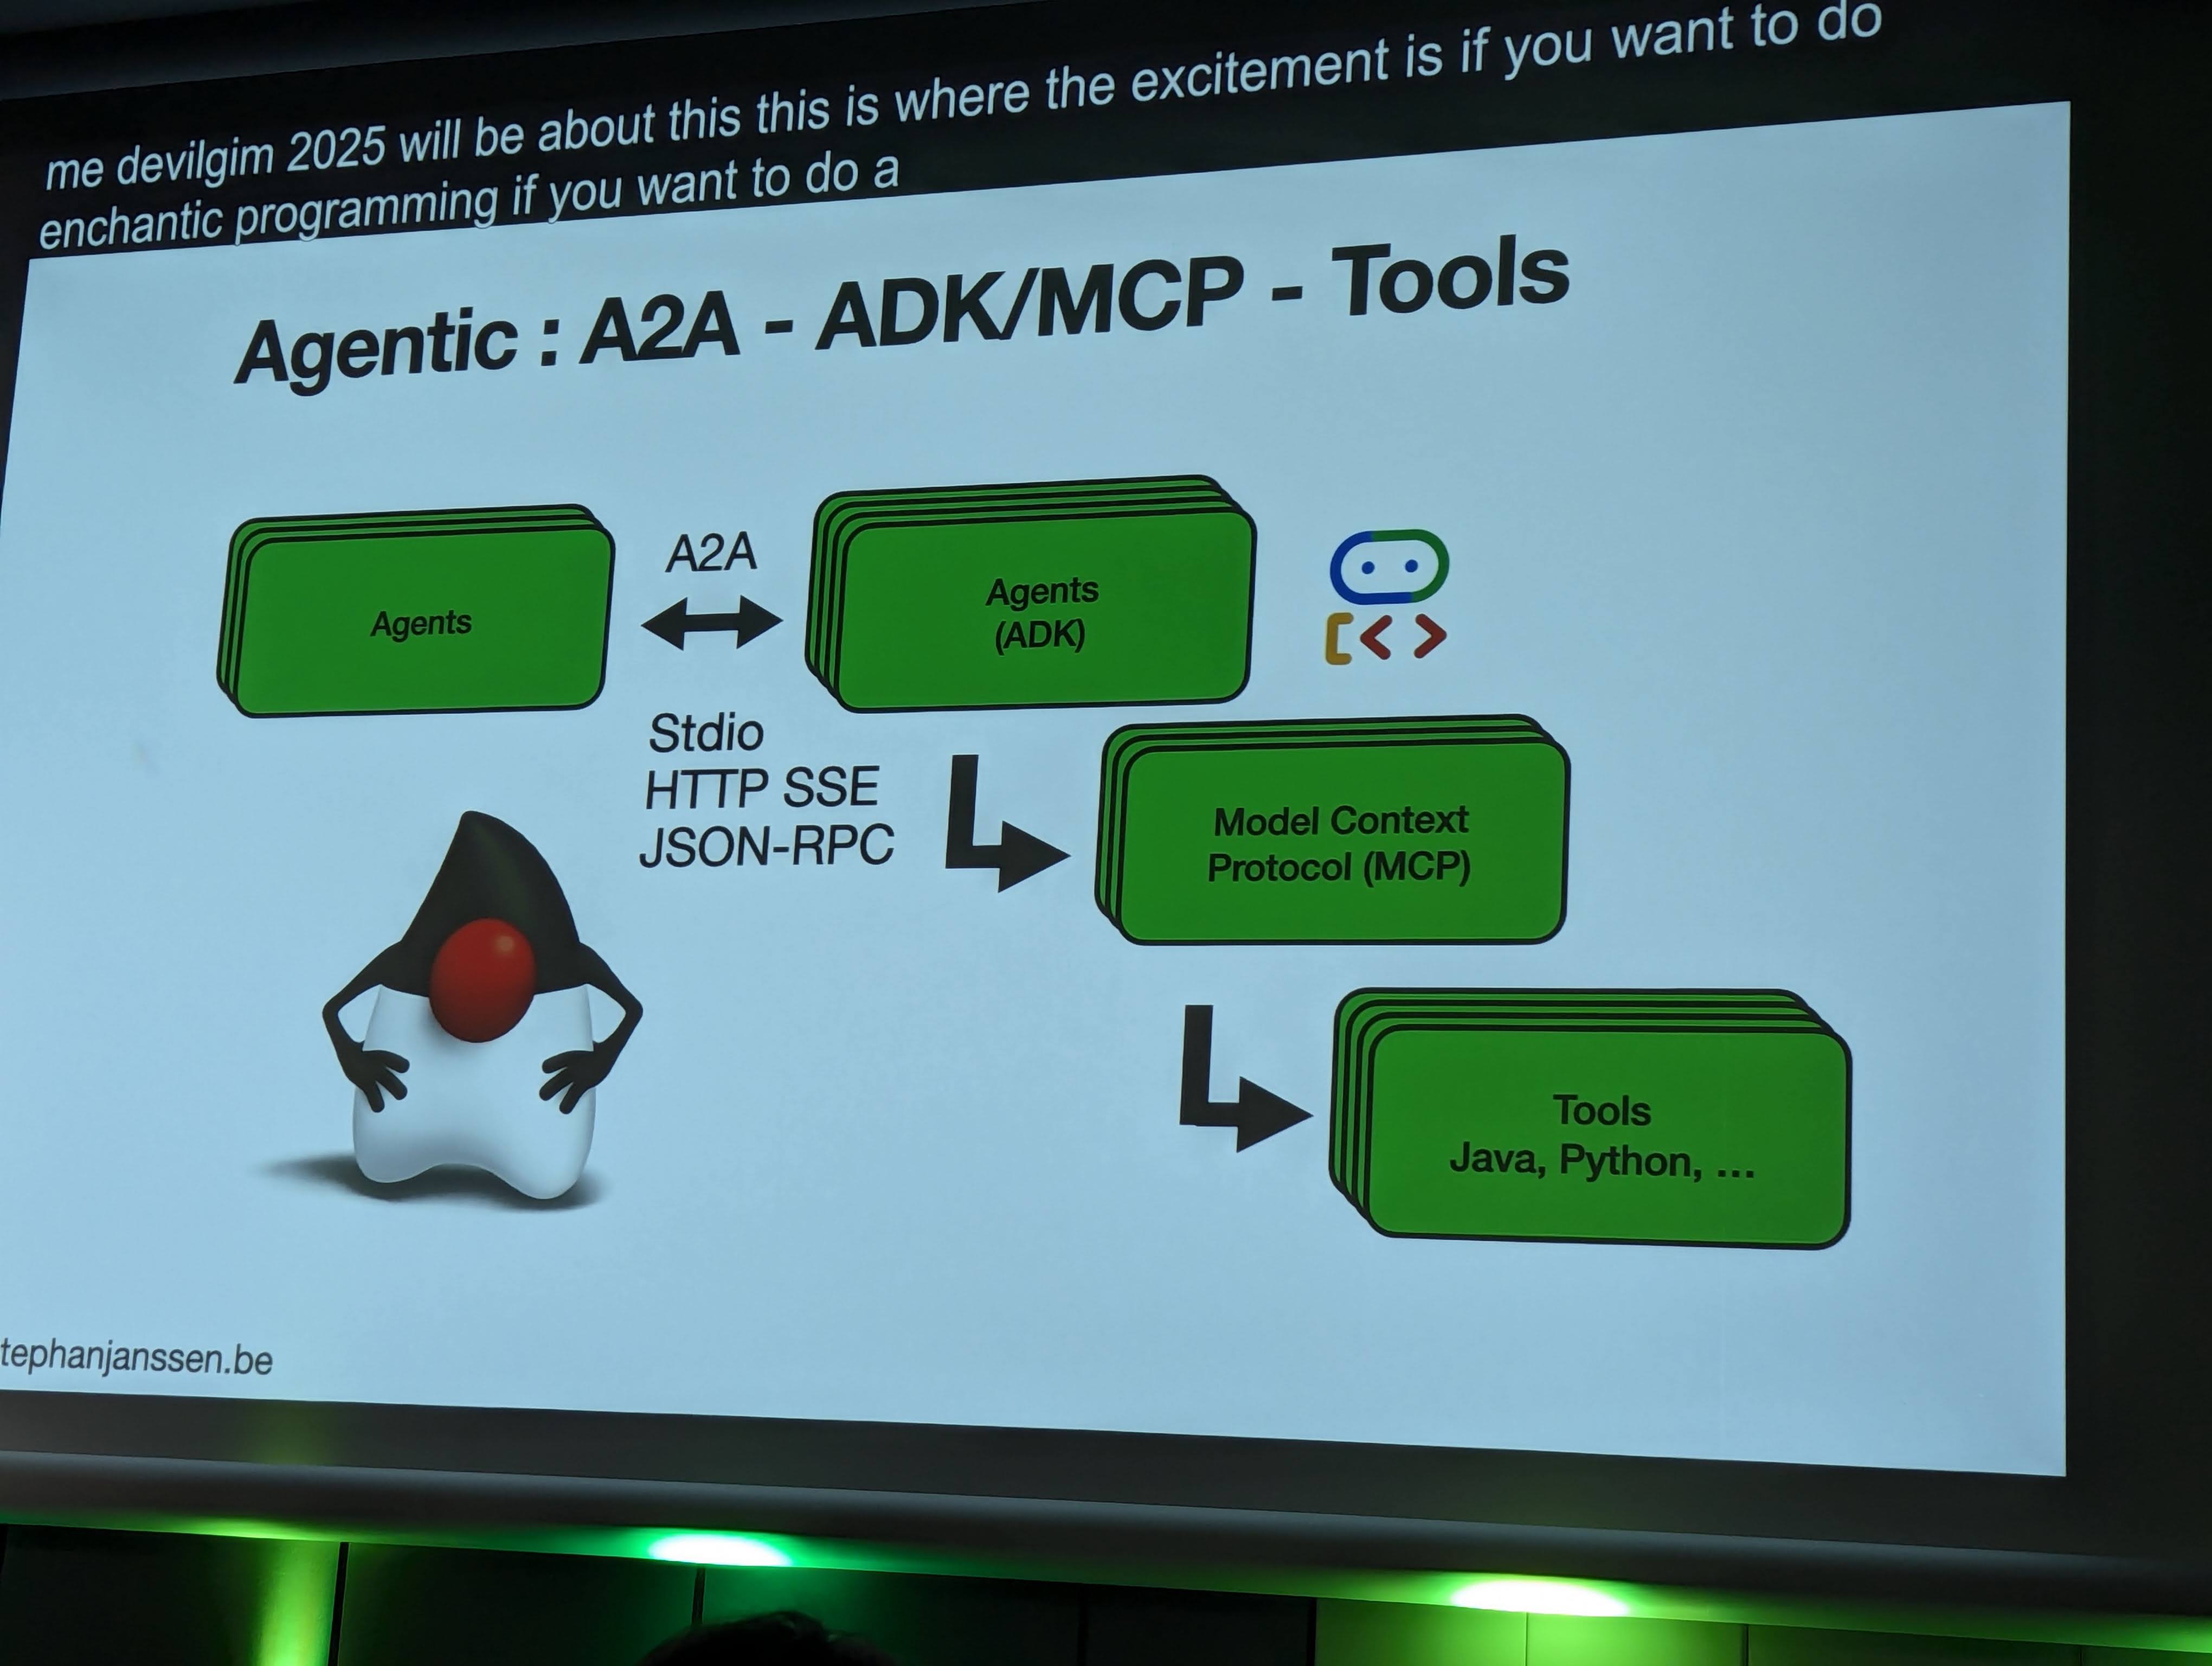 me devilgim 2025 will be about this this is where the excitement is if you want to do
enchantic programming if you want to do a
Agentic : A2A - ADK/MCP - Tools
Agents
A2A
Agents
(ADK)
Stdio
HTTP SSE
JSON-RPC
Model Context
Protocol (MCP)
Tools
Java, Python, ...
tephanjanssen.be